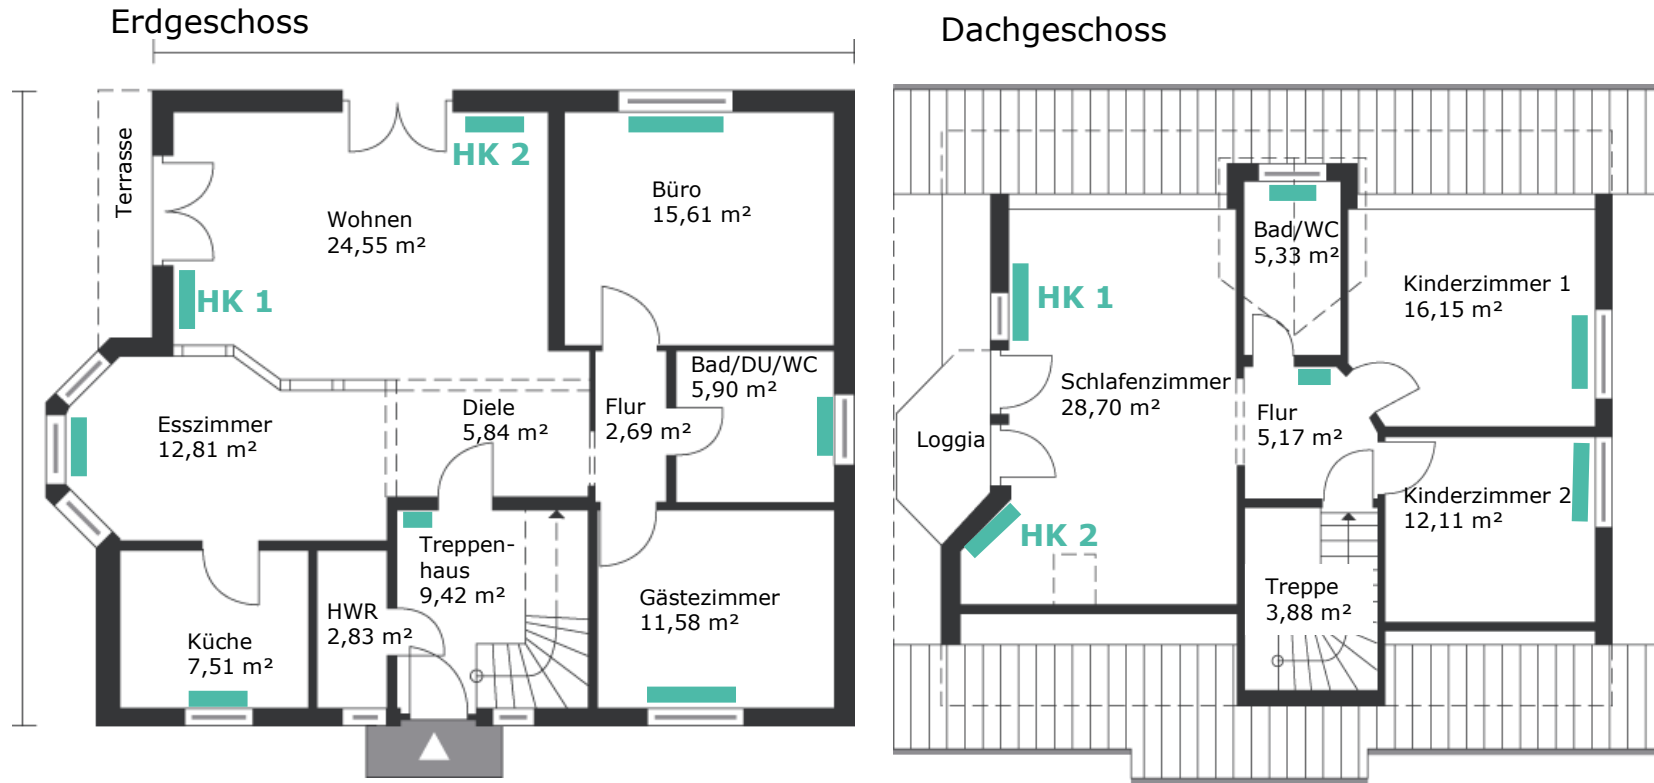 Erdgeschoss
Terrasse
HK 2
Wohnen
24,55 m²
Büro
15,61 m²
HK 1
Bad/DU/WC
5,90 m²
Esszimmer
12,81 m²
Diele
5,84 m²
Flur
2,69 m²
Treppen-
haus
9,42 m²
HWR
2,83 m²
Küche
7,51 m²
Gästezimmer
11,58 m²
Dachgeschoss
Bad/WC
5,33 m²
Kinderzimmer 1
16,15 m²
HK 1
Schlafenzimmer
28,70 m²
Flur
5,17 m²
Loggia
Kinderzimmer 2
12,11 m²
HK 2
Treppe
3,88 m²